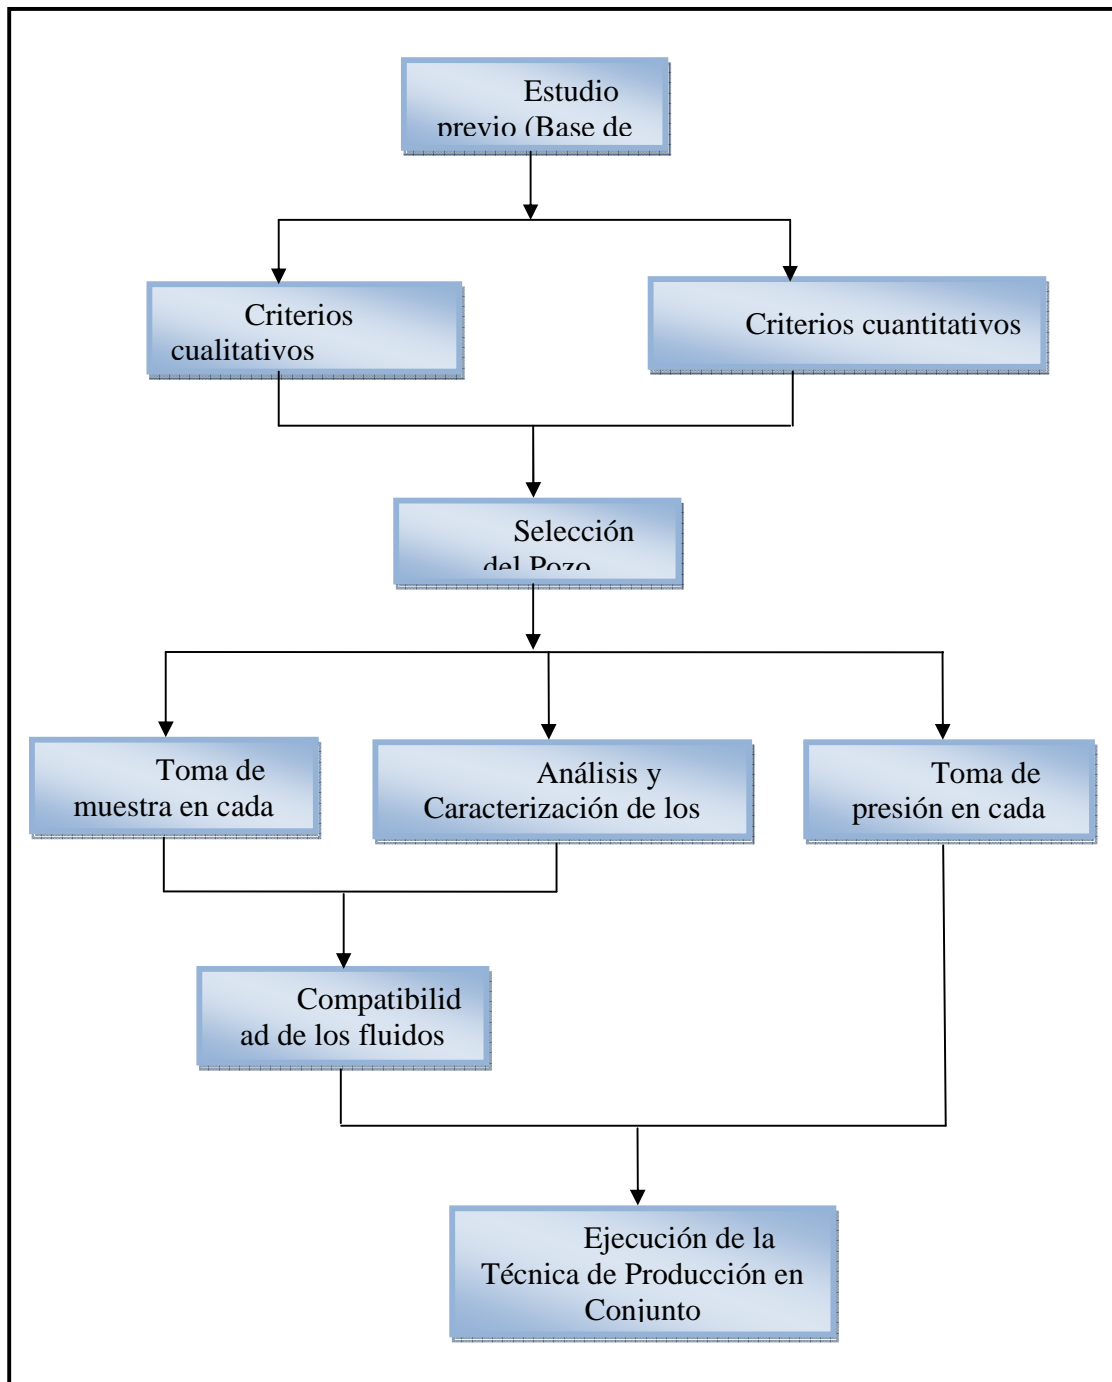 Estudio
previo (Base de
Criterios
cualitativos
Criterios cuantitativos
Selección
del Pozo
Toma de
muestra en cada
Análisis y
Caracterización de los
Toma de
presión en cada
Compatibilid
ad de los fluidos
Ejecución de la
Técnica de Producción en
Conjunto